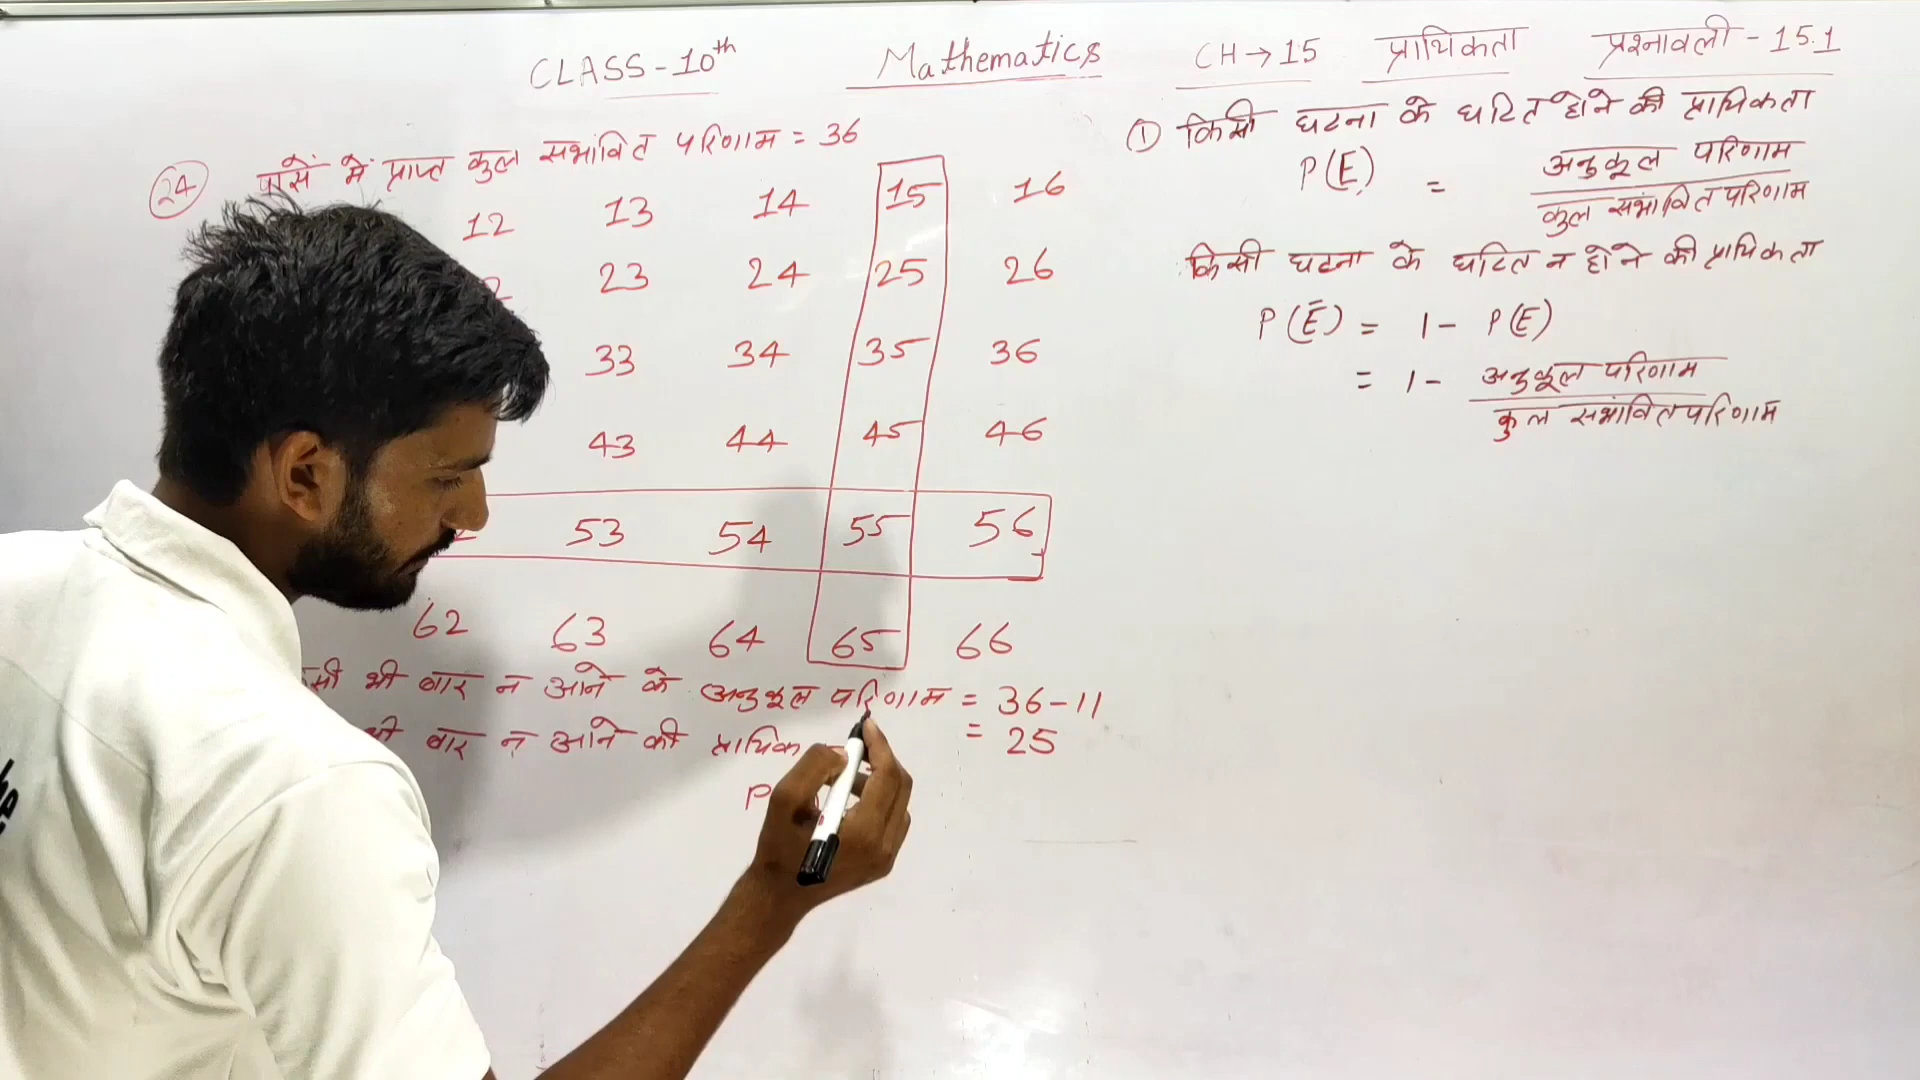 CLASS-10th Mathematics CH→15 प्रायिकता प्रश्नावली-15.1
(24) पासे में प्राप्त कुल संभावित परिणाम = 36
12 13 14 15 16
23 24 25 26
33 34 35 36
43 44 45 46
53 54 55 56
62 63 64 65 66
भी बार न आने के अनुकूल परिणाम = 36-11
बार न आने की = 25
P
① किसी घटना के घटित होने की प्रायिकता
P(E) = अनुकूल परिणाम
कुल संभावित परिणाम
किसी घटना के घटित न होने की प्रायिकता
P(Ē) = 1- P(E)
= 1- अनुकूल परिणाम
कुल संभावित परिणाम